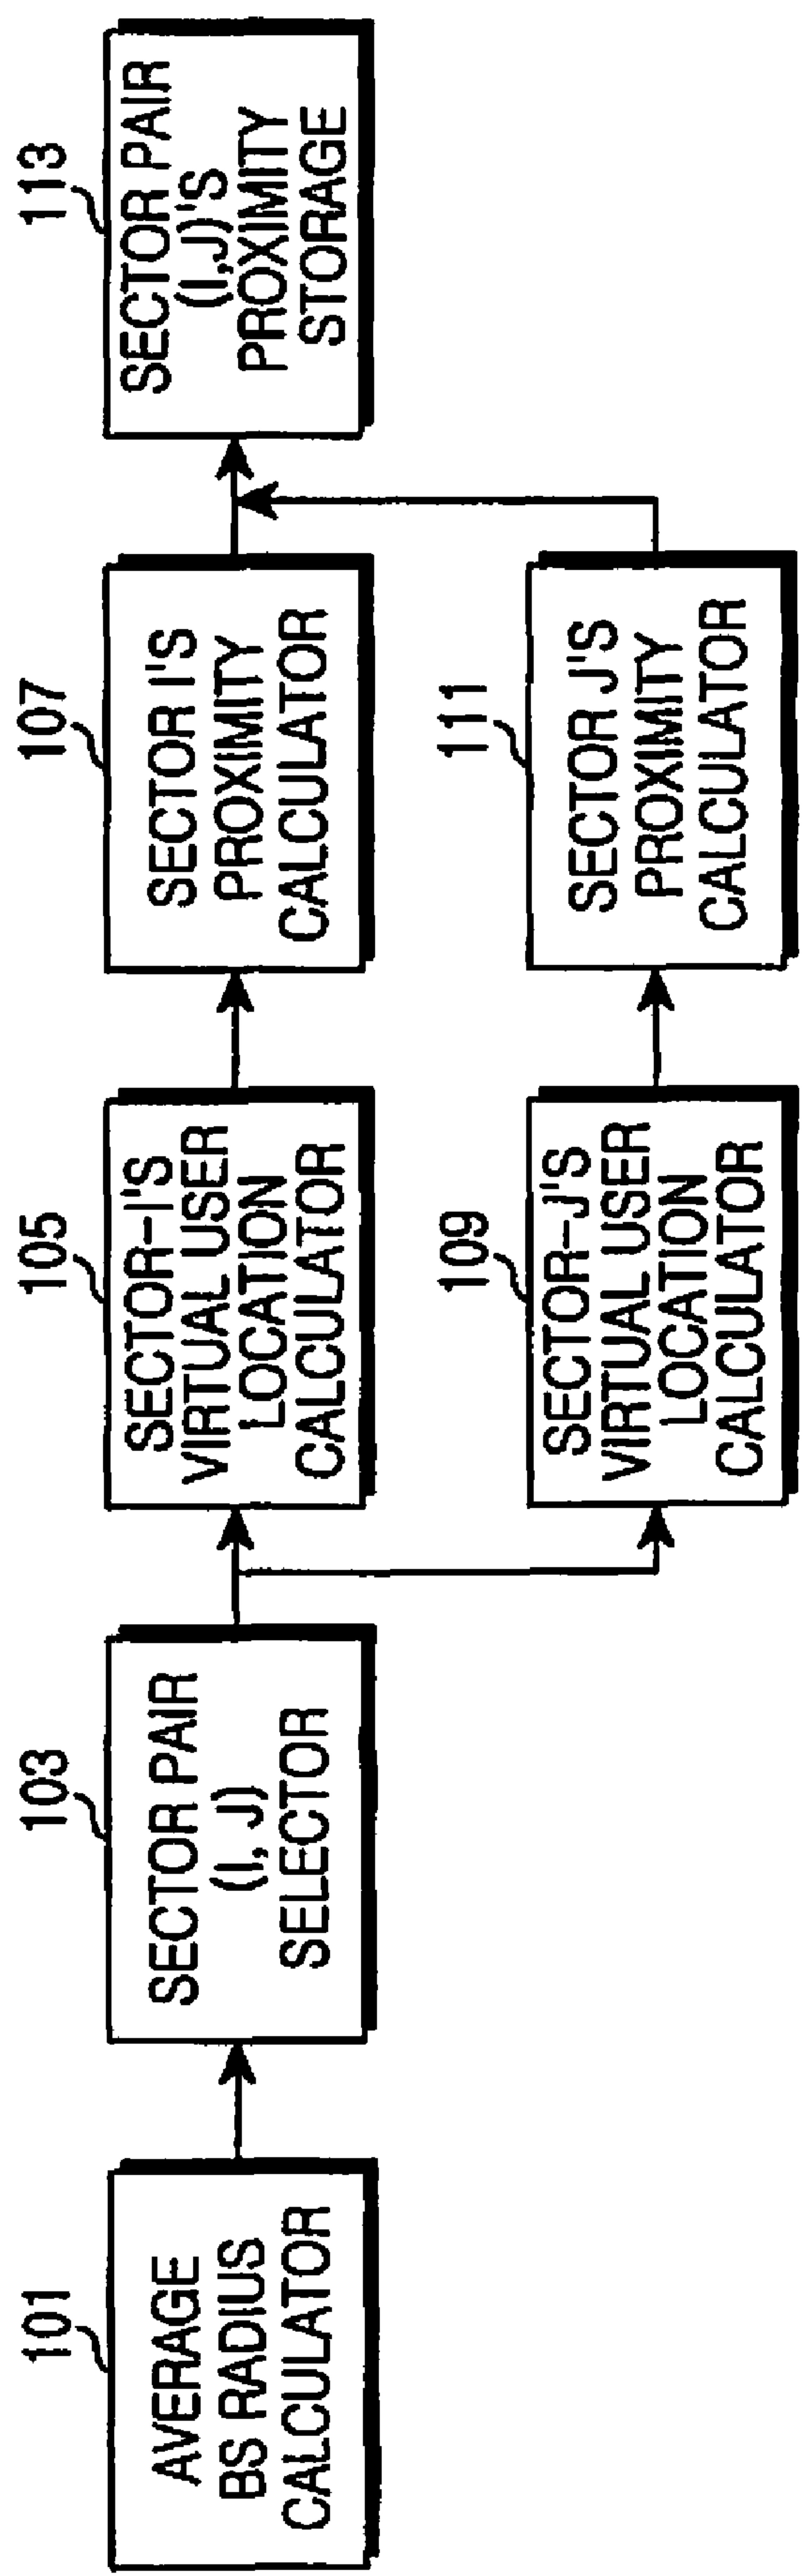 101
AVERAGE
BS RADIUS
CALCULATOR
103
SECTOR PAIR
(I, J)
SELECTOR
105
SECTOR-I'S
VIRTUAL USER
LOCATION
CALCULATOR
107
SECTOR I'S
PROXIMITY
CALCULATOR
113
SECTOR PAIR
(I,J)'S
PROXIMITY
STORAGE
109
SECTOR-J'S
VIRTUAL USER
LOCATION
CALCULATOR
111
SECTOR J'S
PROXIMITY
CALCULATOR